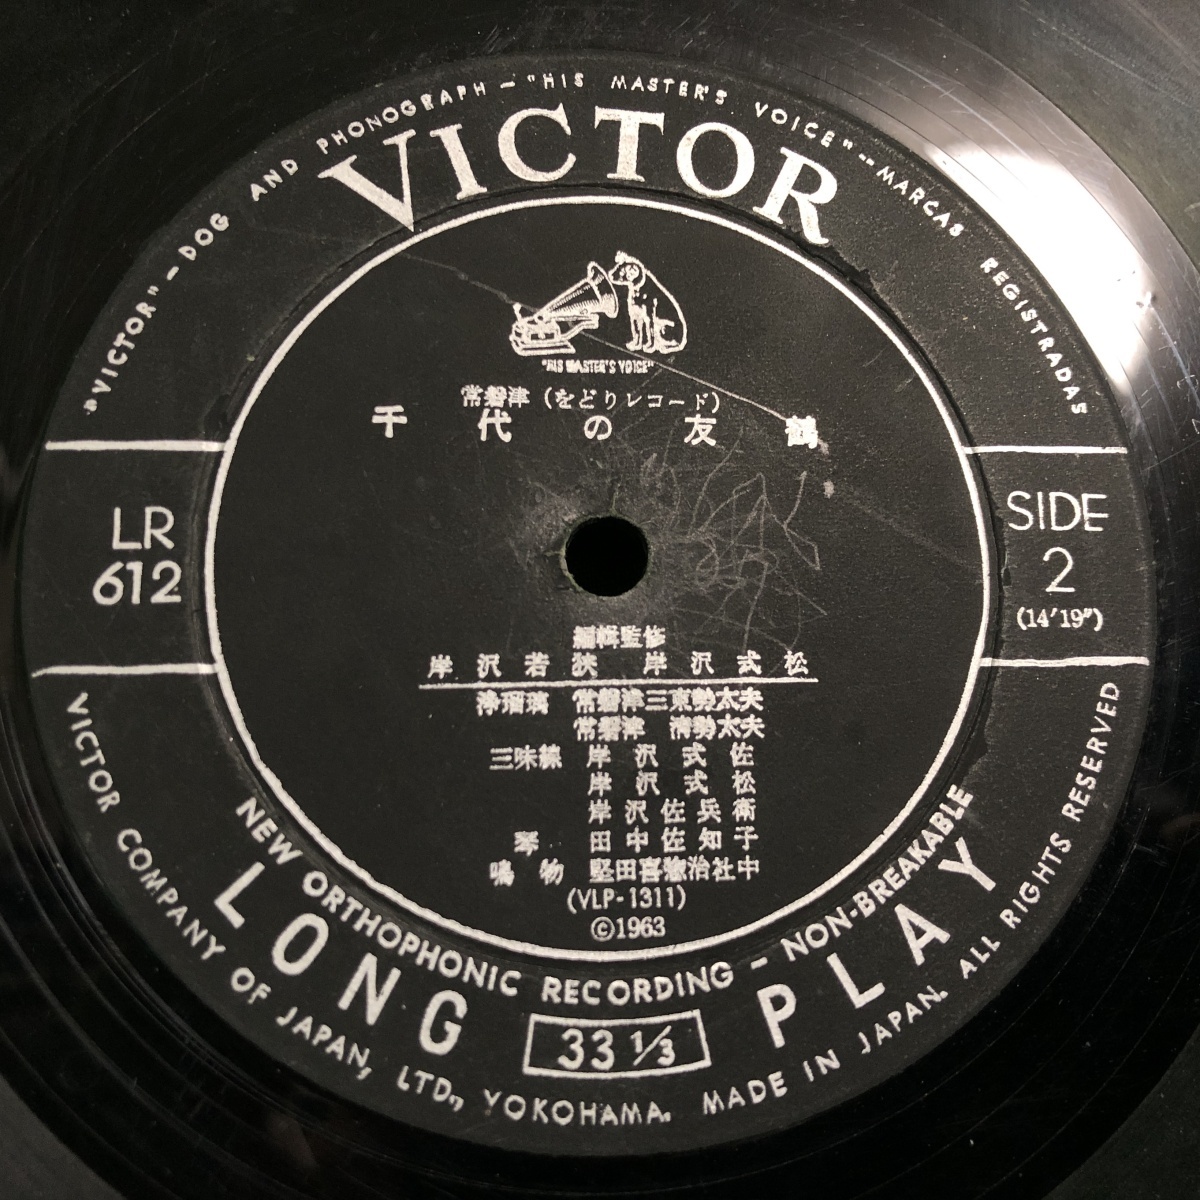 "VICTOR" — DOG AND PHONOGRAPH — "HIS MASTER'S VOICE" — MARCAS REGISTRADAS
VICTOR
"HIS MASTER'S VOICE"
常磐津 (をどりレコード)
千代の友鶴
LR
612
SIDE
2
(14'19")
編輯監修
岸沢若狭 岸沢式松
浄瑠璃 常磐津三東勢太夫
常磐津 清勢太夫
三味線 岸沢式佐
岸沢式松
岸沢佐兵衛
琴 田中佐知子
鳴物 堅田喜惣治社中
(VLP-1311)
©1963
NEW ORTHOPHONIC RECORDING — NON-BREAKABLE
LONG PLAY
33 1/3
VICTOR COMPANY OF JAPAN, LTD., YOKOHAMA. MADE IN JAPAN. ALL RIGHTS RESERVED